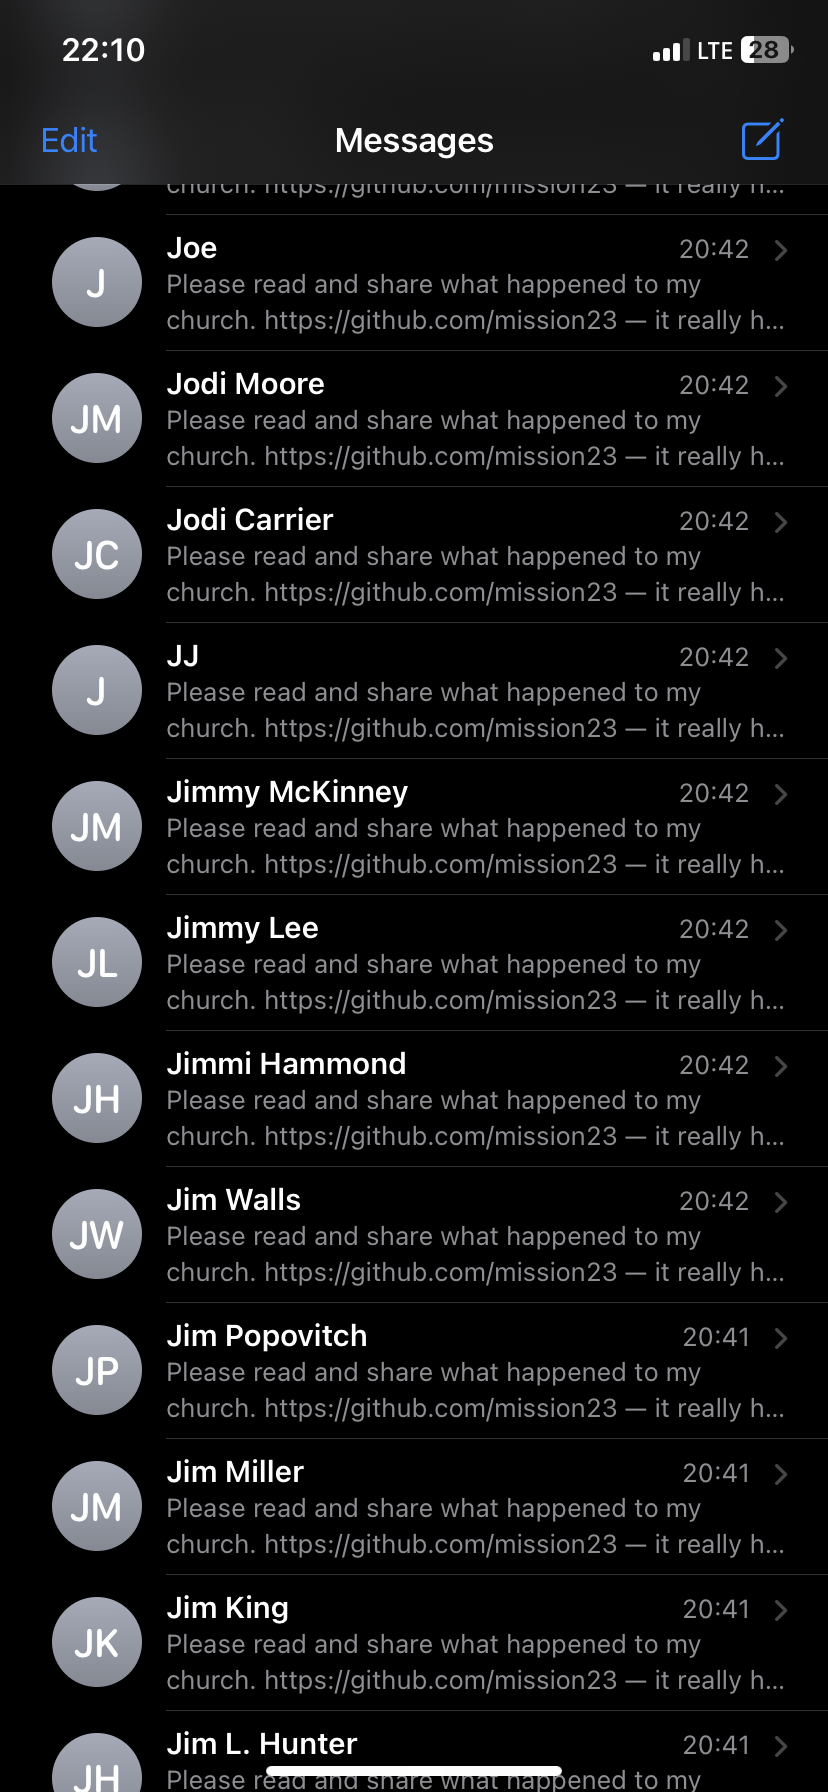 22:10
LTE 28
Edit Messages
church. https://github.com/mission23 — it really h...
J
Joe 20:42
Please read and share what happened to my
church. https://github.com/mission23 — it really h...
JM
Jodi Moore 20:42
Please read and share what happened to my
church. https://github.com/mission23 — it really h...
JC
Jodi Carrier 20:42
Please read and share what happened to my
church. https://github.com/mission23 — it really h...
J
JJ 20:42
Please read and share what happened to my
church. https://github.com/mission23 — it really h...
JM
Jimmy McKinney 20:42
Please read and share what happened to my
church. https://github.com/mission23 — it really h...
JL
Jimmy Lee 20:42
Please read and share what happened to my
church. https://github.com/mission23 — it really h...
JH
Jimmi Hammond 20:42
Please read and share what happened to my
church. https://github.com/mission23 — it really h...
JW
Jim Walls 20:42
Please read and share what happened to my
church. https://github.com/mission23 — it really h...
JP
Jim Popovitch 20:41
Please read and share what happened to my
church. https://github.com/mission23 — it really h...
JM
Jim Miller 20:41
Please read and share what happened to my
church. https://github.com/mission23 — it really h...
JK
Jim King 20:41
Please read and share what happened to my
church. https://github.com/mission23 — it really h...
JH
Jim L. Hunter 20:41
Please read and share what happened to my